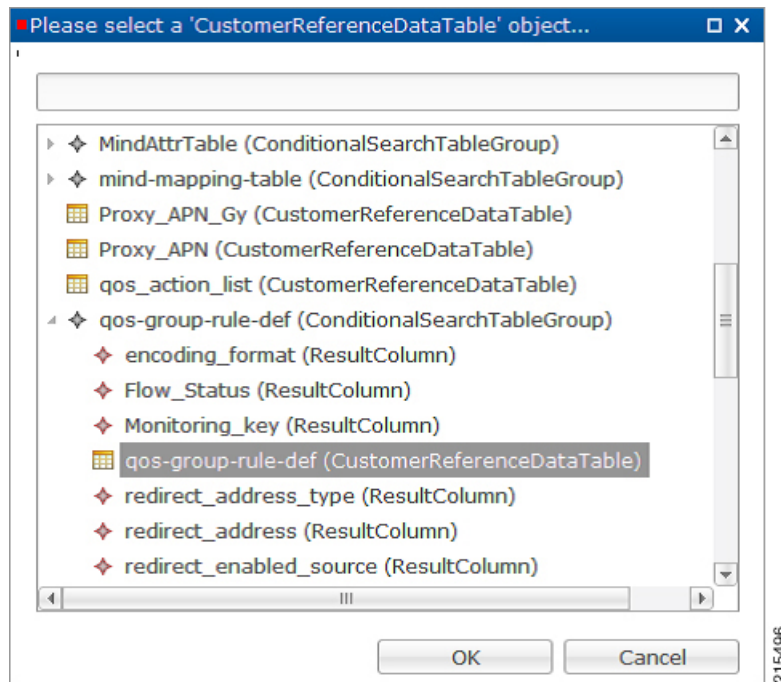 Please select a 'CustomerReferenceDataTable' object...
MindAttrTable (ConditionalSearchTableGroup)
mind-mapping-table (ConditionalSearchTableGroup)
Proxy_APN_Gy (CustomerReferenceDataTable)
Proxy_APN (CustomerReferenceDataTable)
qos_action_list (CustomerReferenceDataTable)
qos-group-rule-def (ConditionalSearchTableGroup)
encoding_format (ResultColumn)
Flow_Status (ResultColumn)
Monitoring_key (ResultColumn)
qos-group-rule-def (CustomerReferenceDataTable)
redirect_address_type (ResultColumn)
redirect_address (ResultColumn)
redirect_enabled_source (ResultColumn)
OK Cancel
215496